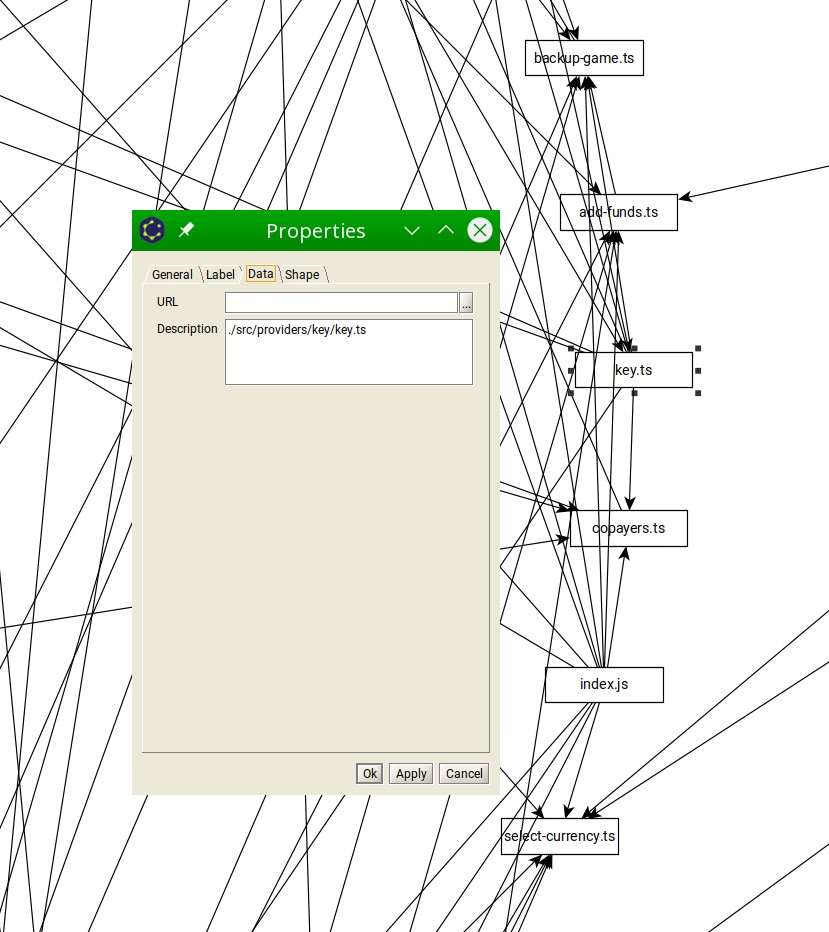 backup-game.ts
add-funds.ts
Properties
General Label Data Shape
URL
...
Description ./src/providers/key/key.ts
key.ts
copayers.ts
index.js
Ok Apply Cancel
select-currency.ts